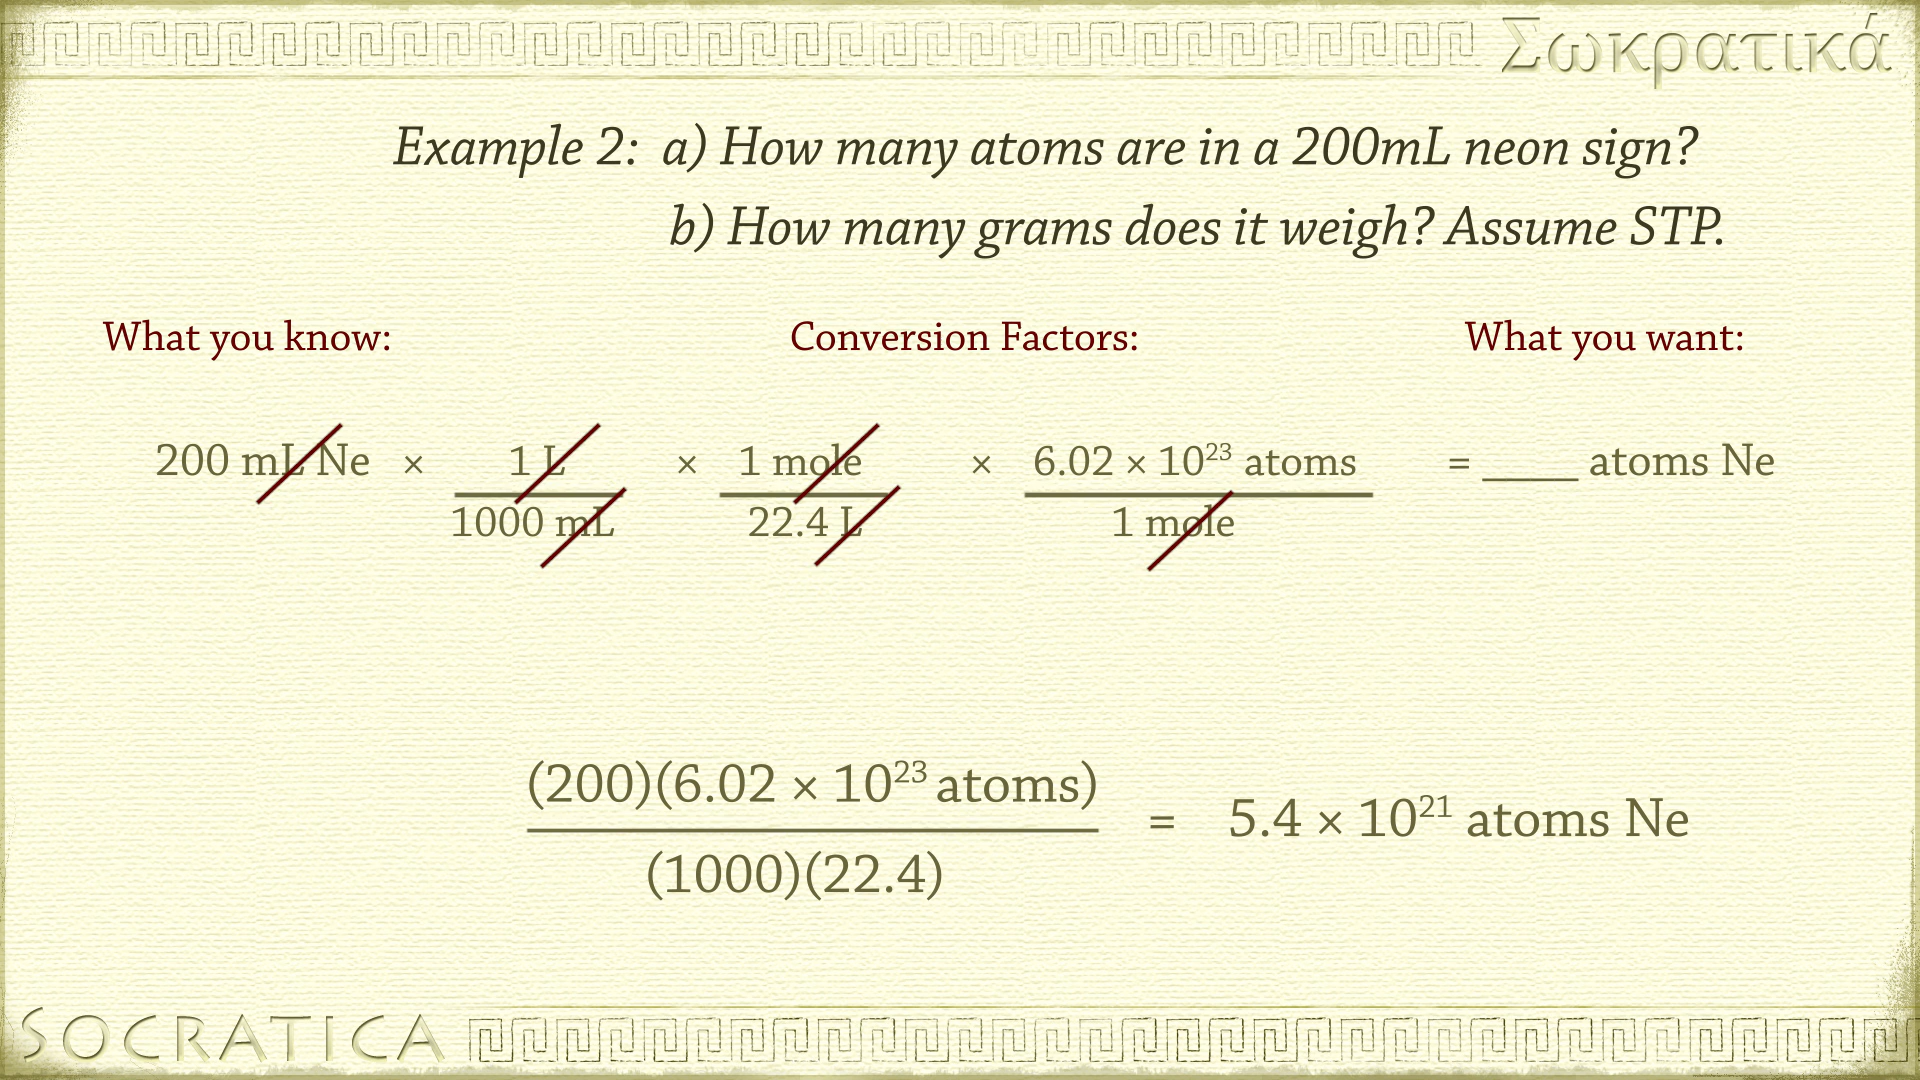 Σωκρατικά
Example 2: a) How many atoms are in a 200mL neon sign?
b) How many grams does it weigh? Assume STP.
What you know: Conversion Factors: What you want:
200 mL Ne × 1 L × 1 mole × 6.02 × 10²³ atoms = _____ atoms Ne
1000 mL 22.4 L 1 mole
(200)(6.02 × 10²³ atoms)
= 5.4 × 10²¹ atoms Ne
(1000)(22.4)
SOCRATICA